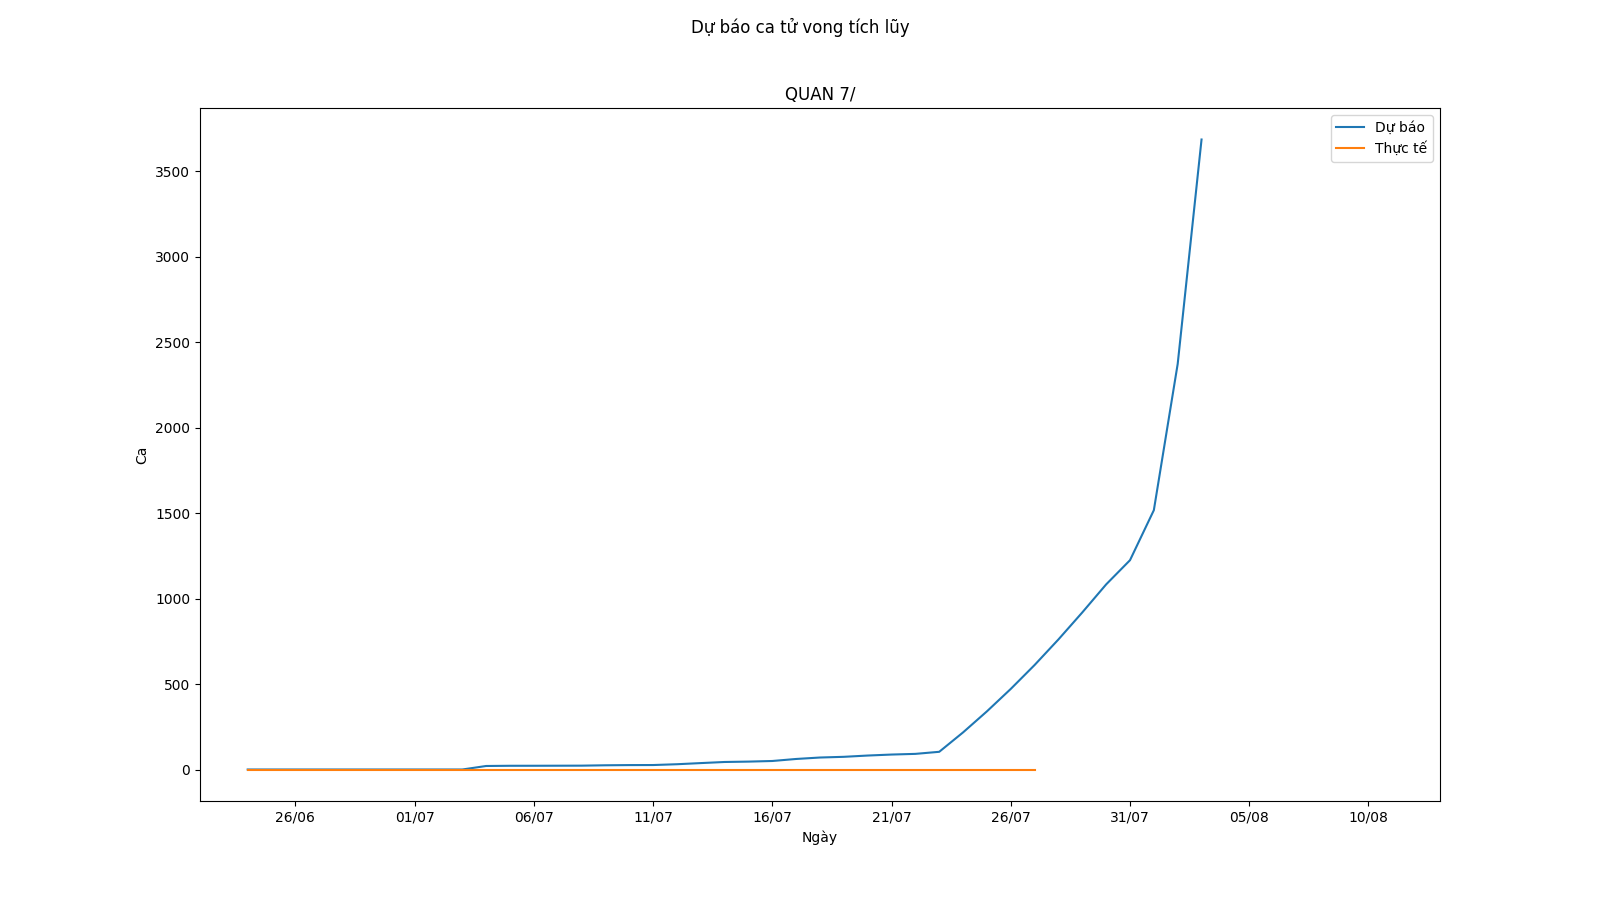 Dự báo ca tử vong tích lũy
QUAN 7/
Dự báo
Thực tế
3500
3000
2500
2000
1500
1000
500
0
Ca
26/06 01/07 06/07 11/07 16/07 21/07 26/07 31/07 05/08 10/08
Ngày